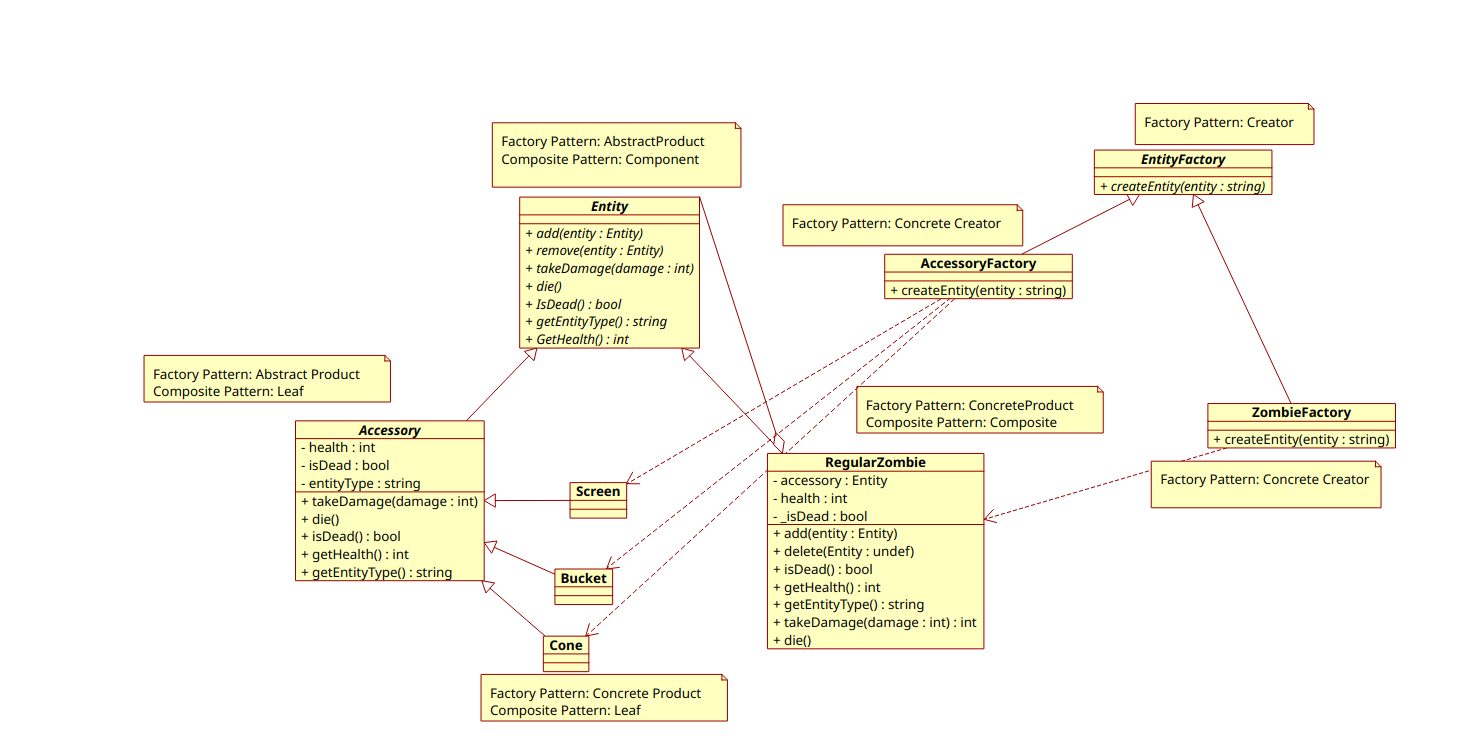 Factory Pattern: Creator
EntityFactory
+ createEntity(entity : string)
Factory Pattern: AbstractProduct
Composite Pattern: Component
Entity
+ add(entity : Entity)
+ remove(entity : Entity)
+ takeDamage(damage : int)
+ die()
+ IsDead() : bool
+ getEntityType() : string
+ GetHealth() : int
Factory Pattern: Concrete Creator
AccessoryFactory
+ createEntity(entity : string)
Factory Pattern: Abstract Product
Composite Pattern: Leaf
Accessory
- health : int
- isDead : bool
- entityType : string
+ takeDamage(damage : int)
+ die()
+ isDead() : bool
+ getHealth() : int
+ getEntityType() : string
Factory Pattern: ConcreteProduct
Composite Pattern: Composite
RegularZombie
- accessory : Entity
- health : int
- _isDead : bool
+ add(entity : Entity)
+ delete(Entity : undef)
+ isDead() : bool
+ getHealth() : int
+ getEntityType() : string
+ takeDamage(damage : int) : int
+ die()
ZombieFactory
+ createEntity(entity : string)
Factory Pattern: Concrete Creator
Screen
Bucket
Cone
Factory Pattern: Concrete Product
Composite Pattern: Leaf